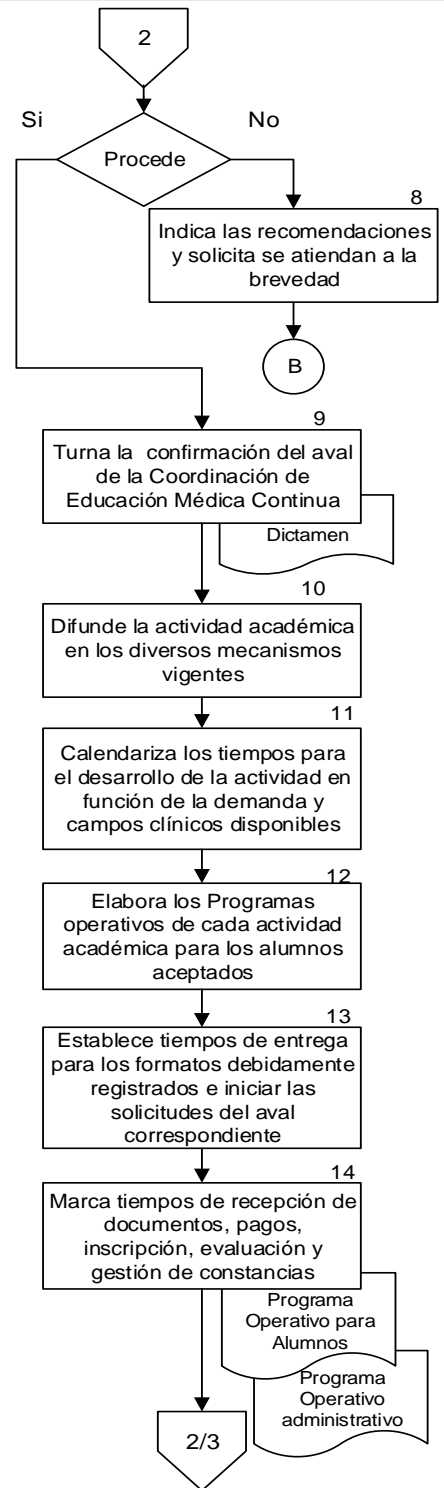 2
Si
No
Procede
8
Indica las recomendaciones
y solicita se atiendan a la
brevedad
B
9
Turna la confirmación del aval
de la Coordinación de
Educación Médica Continua
Dictamen
10
Difunde la actividad académica
en los diversos mecanismos
vigentes
11
Calendariza los tiempos para
el desarrollo de la actividad en
función de la demanda y
campos clínicos disponibles
12
Elabora los Programas
operativos de cada actividad
académica para los alumnos
aceptados
13
Establece tiempos de entrega
para los formatos debidamente
registrados e iniciar las
solicitudes del aval
correspondiente
14
Marca tiempos de recepción de
documentos, pagos,
inscripción, evaluación y
gestión de constancias
Programa
Operativo para
Alumnos
Programa
Operativo
administrativo
2/3